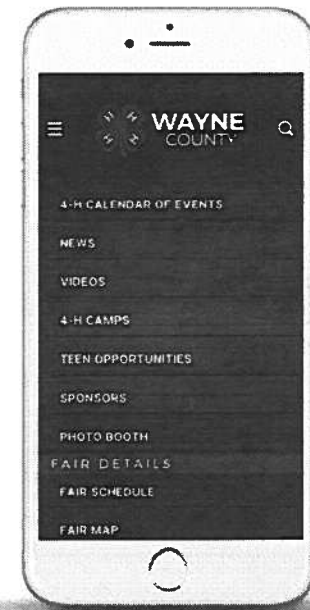 WAYNE
COUNTY
4-H CALENDAR OF EVENTS
NEWS
VIDEOS
4-H CAMPS
TEEN OPPORTUNITIES
SPONSORS
PHOTO BOOTH
FAIR DETAILS
FAIR SCHEDULE
FAIR MAP